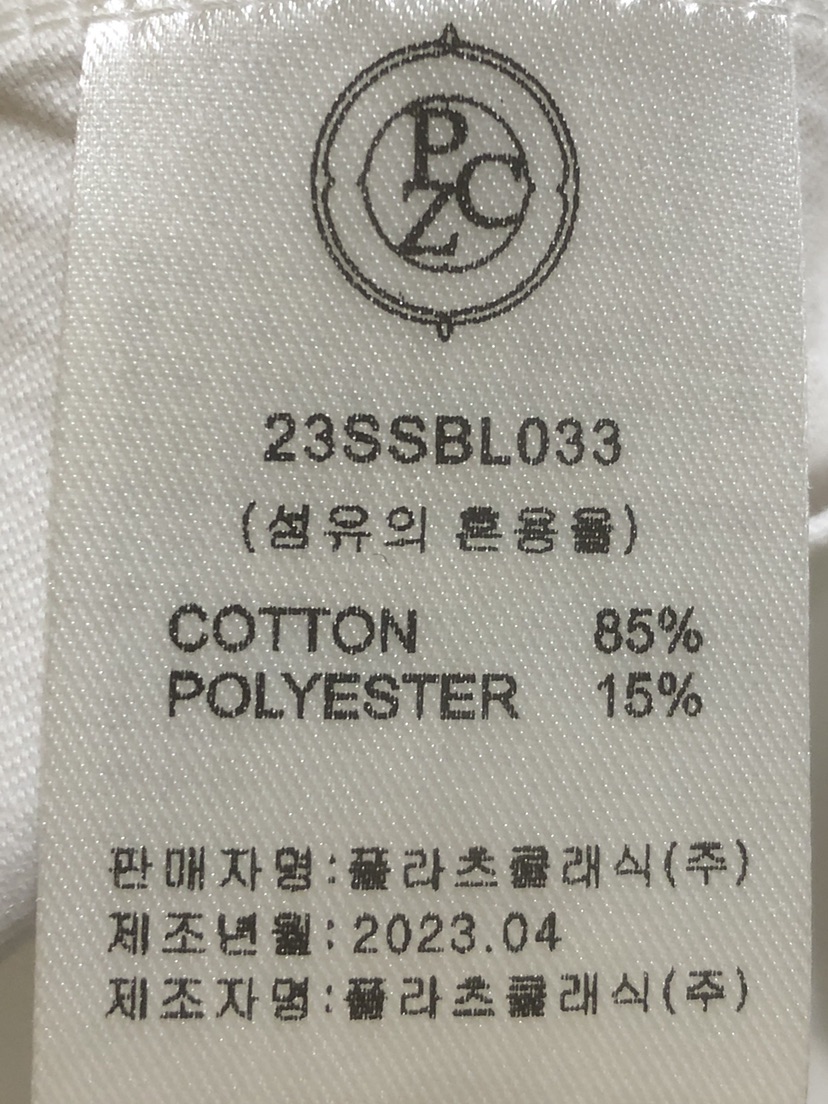 P
C
Z
23SSBL033
(섬유의 혼용율)
COTTON 85%
POLYESTER 15%
판매자명:플라츠클래식(주)
제조년월:2023.04
제조자명:플라츠클래식(주)